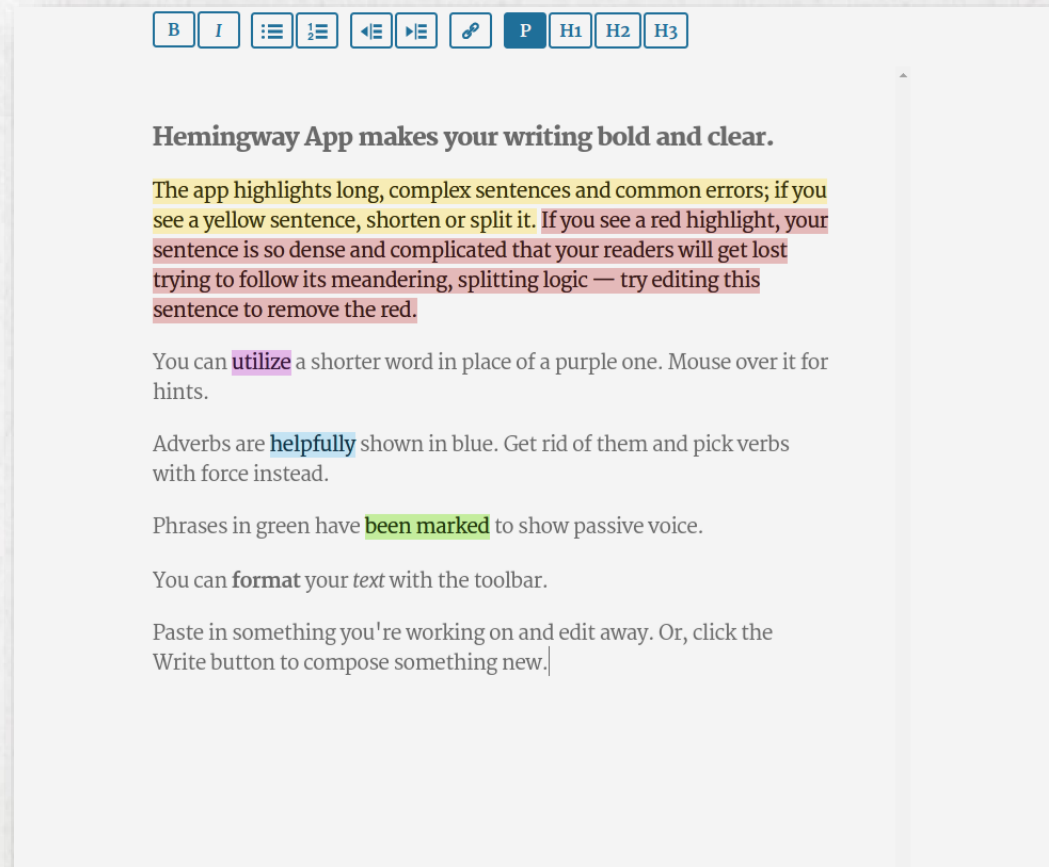 B I P H1 H2 H3
Hemingway App makes your writing bold and clear.
The app highlights long, complex sentences and common errors; if you
see a yellow sentence, shorten or split it. If you see a red highlight, your
sentence is so dense and complicated that your readers will get lost
trying to follow its meandering, splitting logic — try editing this
sentence to remove the red.
You can utilize a shorter word in place of a purple one. Mouse over it for
hints.
Adverbs are helpfully shown in blue. Get rid of them and pick verbs
with force instead.
Phrases in green have been marked to show passive voice.
You can format your text with the toolbar.
Paste in something you're working on and edit away. Or, click the
Write button to compose something new.